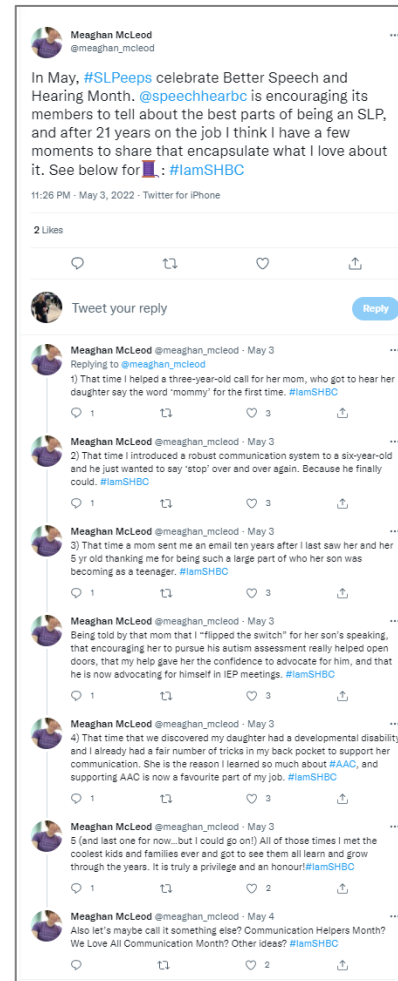 Meaghan McLeod
@meaghan_mcleod
In May, #SLPeeps celebrate Better Speech and
Hearing Month. @speechhearbc is encouraging its
members to tell about the best parts of being an SLP,
and after 21 years on the job I think I have a few
moments to share that encapsulate what I love about
it. See below for🧵: #IamSHBC
11:26 PM · May 3, 2022 · Twitter for iPhone
2 Likes
Tweet your reply
Reply
Meaghan McLeod @meaghan_mcleod · May 3
Replying to @meaghan_mcleod
1) That time I helped a three-year-old call for her mom, who got to hear her
daughter say the word 'mommy' for the first time. #IamSHBC
1 3
Meaghan McLeod @meaghan_mcleod · May 3
2) That time I introduced a robust communication system to a six-year-old
and he just wanted to say 'stop' over and over again. Because he finally
could. #IamSHBC
1 3
Meaghan McLeod @meaghan_mcleod · May 3
3) That time a mom sent me an email ten years after I last saw her and her
5 yr old thanking me for being such a large part of who her son was
becoming as a teenager. #IamSHBC
1 3
Meaghan McLeod @meaghan_mcleod · May 3
Being told by that mom that I "flipped the switch" for her son's speaking,
that encouraging her to pursue his autism assessment really helped open
doors, that my help gave her the confidence to advocate for him, and that
he is now advocating for himself in IEP meetings. #IamSHBC
1 3
Meaghan McLeod @meaghan_mcleod · May 3
4) That time that we discovered my daughter had a developmental disability
and I already had a fair number of tricks in my back pocket to support her
communication. She is the reason I learned so much about #AAC, and
supporting AAC is now a favourite part of my job. #IamSHBC
1 3
Meaghan McLeod @meaghan_mcleod · May 3
5 (and last one for now...but I could go on!) All of those times I met the
coolest kids and families ever and got to see them all learn and grow
through the years. It is truly a privilege and an honour!#IamSHBC
1 2
Meaghan McLeod @meaghan_mcleod · May 4
Also let's maybe call it something else? Communication Helpers Month?
We Love All Communication Month? Other ideas? #IamSHBC
2